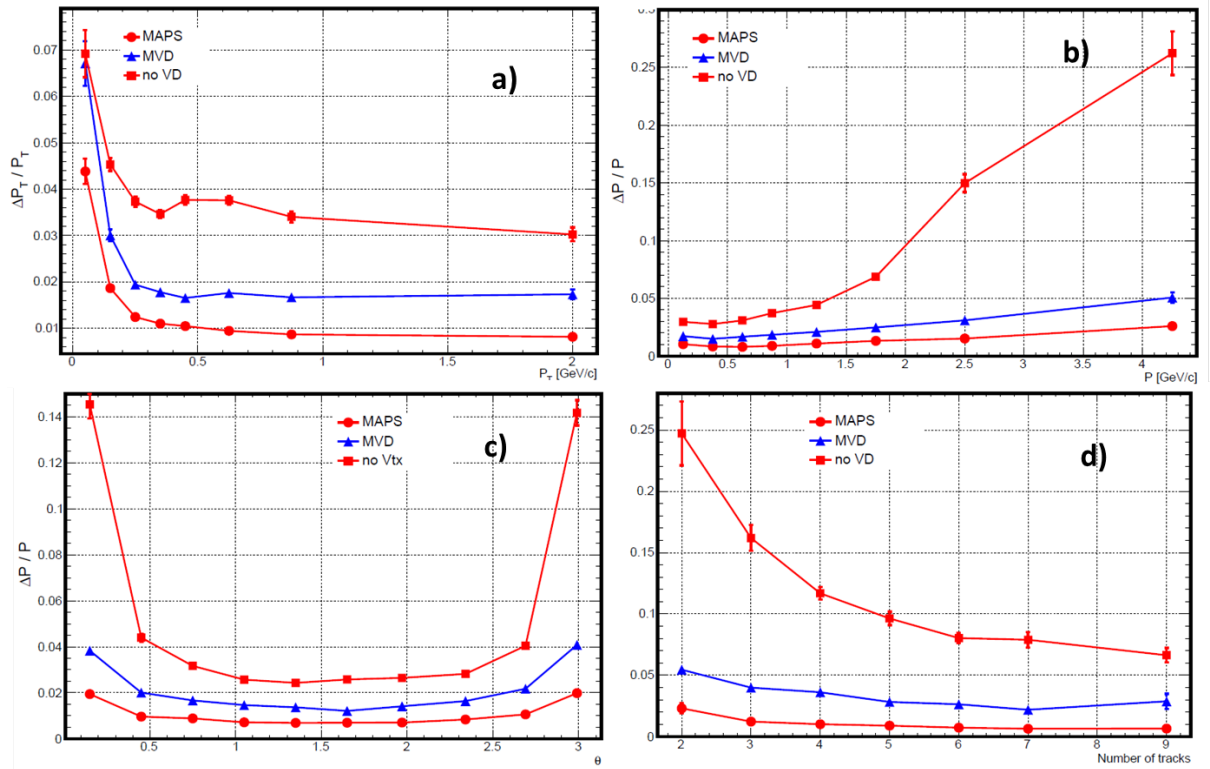 MAPS
MVD
no VD
a)
ΔP_T / P_T
0.07
0.06
0.05
0.04
0.03
0.02
0.01
0 0.5 1 1.5 2
P_T [GeV/c]
MAPS
MVD
no VD
b)
ΔP / P
0.25
0.2
0.15
0.1
0.05
0
0 0.5 1 1.5 2 2.5 3 3.5 4
P [GeV/c]
MAPS
MVD
no Vtx
c)
ΔP / P
0.14
0.12
0.1
0.08
0.06
0.04
0.02
0
0.5 1 1.5 2 2.5 3
θ
MAPS
MVD
no VD
d)
0.25
0.2
0.15
0.1
0.05
0
2 3 4 5 6 7 8 9
Number of tracks